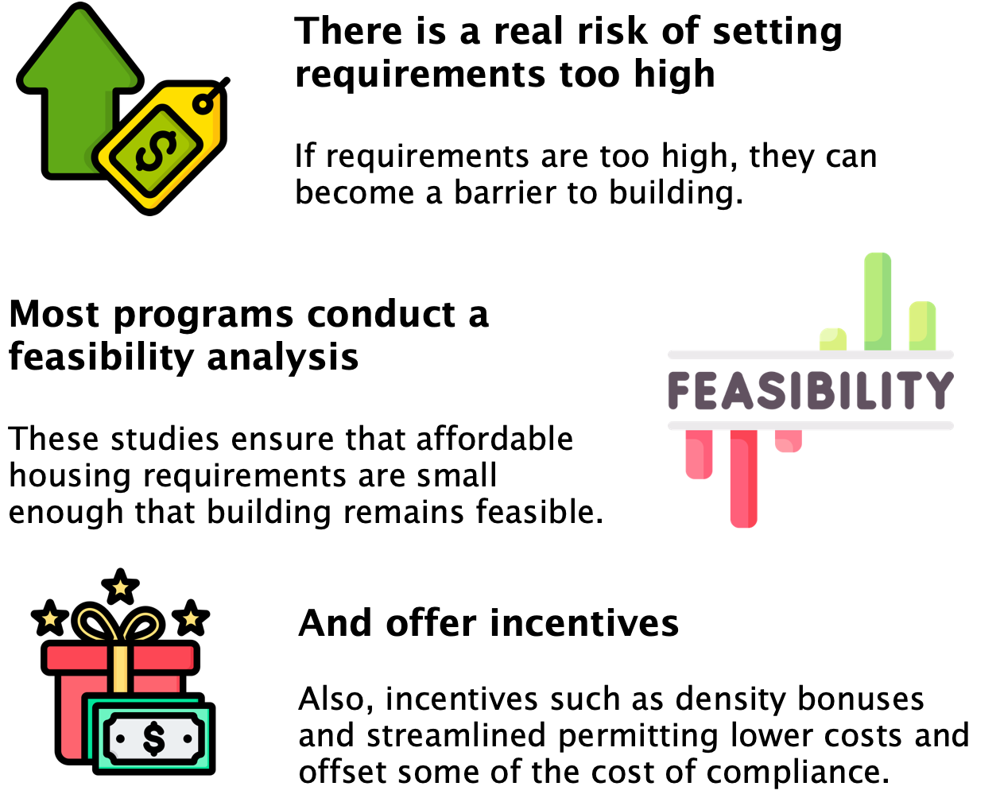 There is a real risk of setting
requirements too high
If requirements are too high, they can
become a barrier to building.
Most programs conduct a
feasibility analysis
These studies ensure that affordable
housing requirements are small
enough that building remains feasible.
FEASIBILITY
And offer incentives
Also, incentives such as density bonuses
and streamlined permitting lower costs and
offset some of the cost of compliance.
$
$